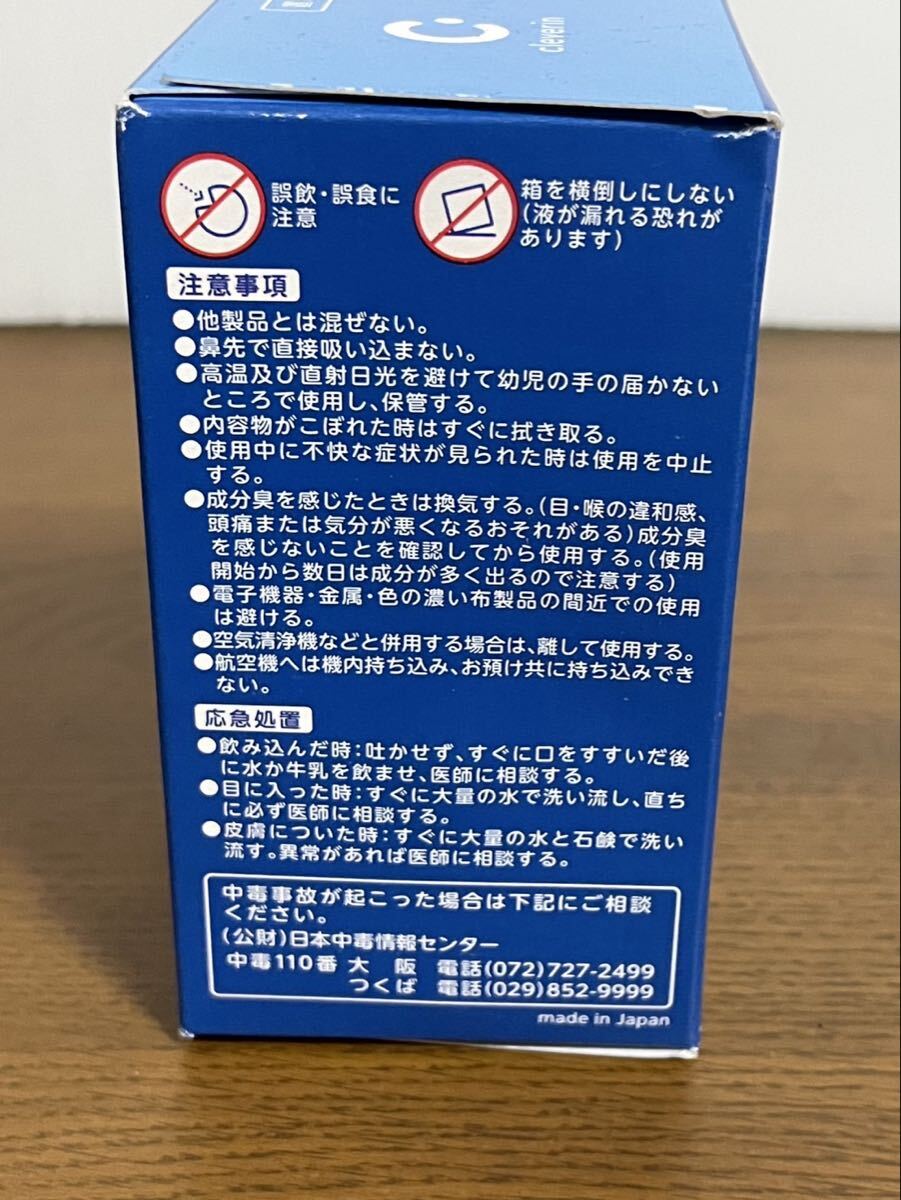 cleverin
誤飲・誤食に
注意
箱を横倒しにしない
(液が漏れる恐れが
あります)
注意事項
●他製品とは混ぜない。
●鼻先で直接吸い込まない。
●高温及び直射日光を避けて幼児の手の届かない
ところで使用し、保管する。
●内容物がこぼれた時はすぐに拭き取る。
●使用中に不快な症状が見られた時は使用を中止
する。
●成分臭を感じたときは換気する。(目・喉の違和感、
頭痛または気分が悪くなるおそれがある)成分臭
を感じないことを確認してから使用する。(使用
開始から数日は成分が多く出るので注意する)
●電子機器・金属・色の濃い布製品の間近での使用
は避ける。
●空気清浄機などと併用する場合は、離して使用する。
●航空機へは機内持ち込み、お預け共に持ち込みでき
ない。
応急処置
●飲み込んだ時:吐かせず、すぐに口をすすいだ後
に水か牛乳を飲ませ、医師に相談する。
●目に入った時:すぐに大量の水で洗い流し、直ち
に必ず医師に相談する。
●皮膚についた時:すぐに大量の水と石鹸で洗い
流す。異常があれば医師に相談する。
中毒事故が起こった場合は下記にご相談
ください。
(公財)日本中毒情報センター
中毒110番 大 阪 電話(072)727-2499
つくば 電話(029)852-9999
made in Japan